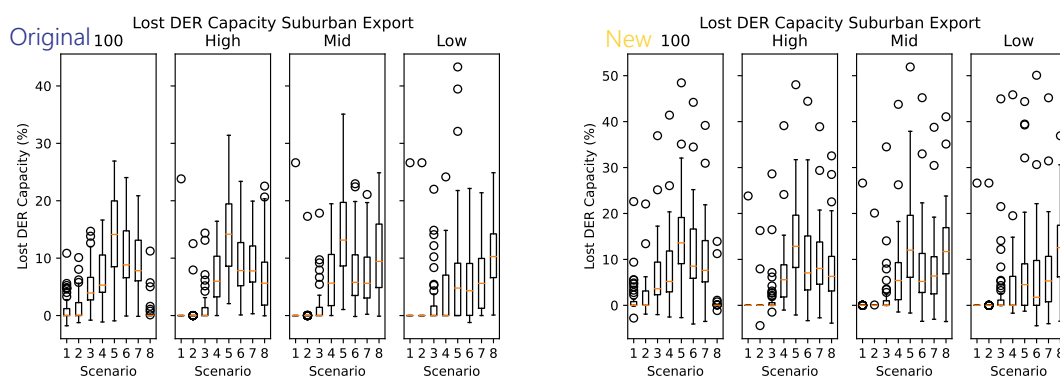 Lost DER Capacity Suburban Export
Original 100 High Mid Low
Lost DER Capacity (%)
40
30
20
10
0
1 2 3 4 5 6 7 8 1 2 3 4 5 6 7 8 1 2 3 4 5 6 7 8 1 2 3 4 5 6 7 8
Scenario Scenario Scenario Scenario
Lost DER Capacity Suburban Export
New 100 High Mid Low
Lost DER Capacity (%)
50
40
30
20
10
0
1 2 3 4 5 6 7 8 1 2 3 4 5 6 7 8 1 2 3 4 5 6 7 8 1 2 3 4 5 6 7 8
Scenario Scenario Scenario Scenario